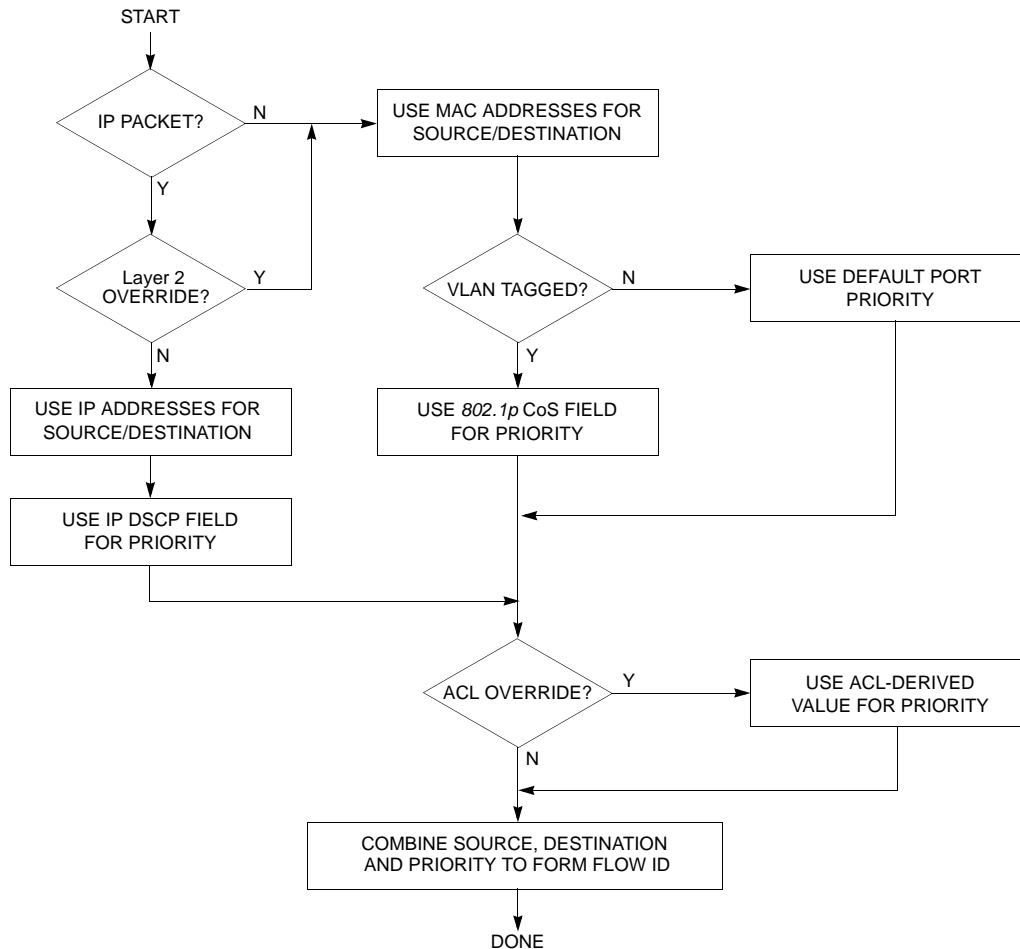 START
IP PACKET?
N
USE MAC ADDRESSES FOR
SOURCE/DESTINATION
Y
Layer 2
OVERRIDE?
Y
VLAN TAGGED?
N
USE DEFAULT PORT
PRIORITY
N
Y
USE IP ADDRESSES FOR
SOURCE/DESTINATION
USE 802.1p CoS FIELD
FOR PRIORITY
USE IP DSCP FIELD
FOR PRIORITY
ACL OVERRIDE?
Y
USE ACL-DERIVED
VALUE FOR PRIORITY
N
COMBINE SOURCE, DESTINATION
AND PRIORITY TO FORM FLOW ID
DONE